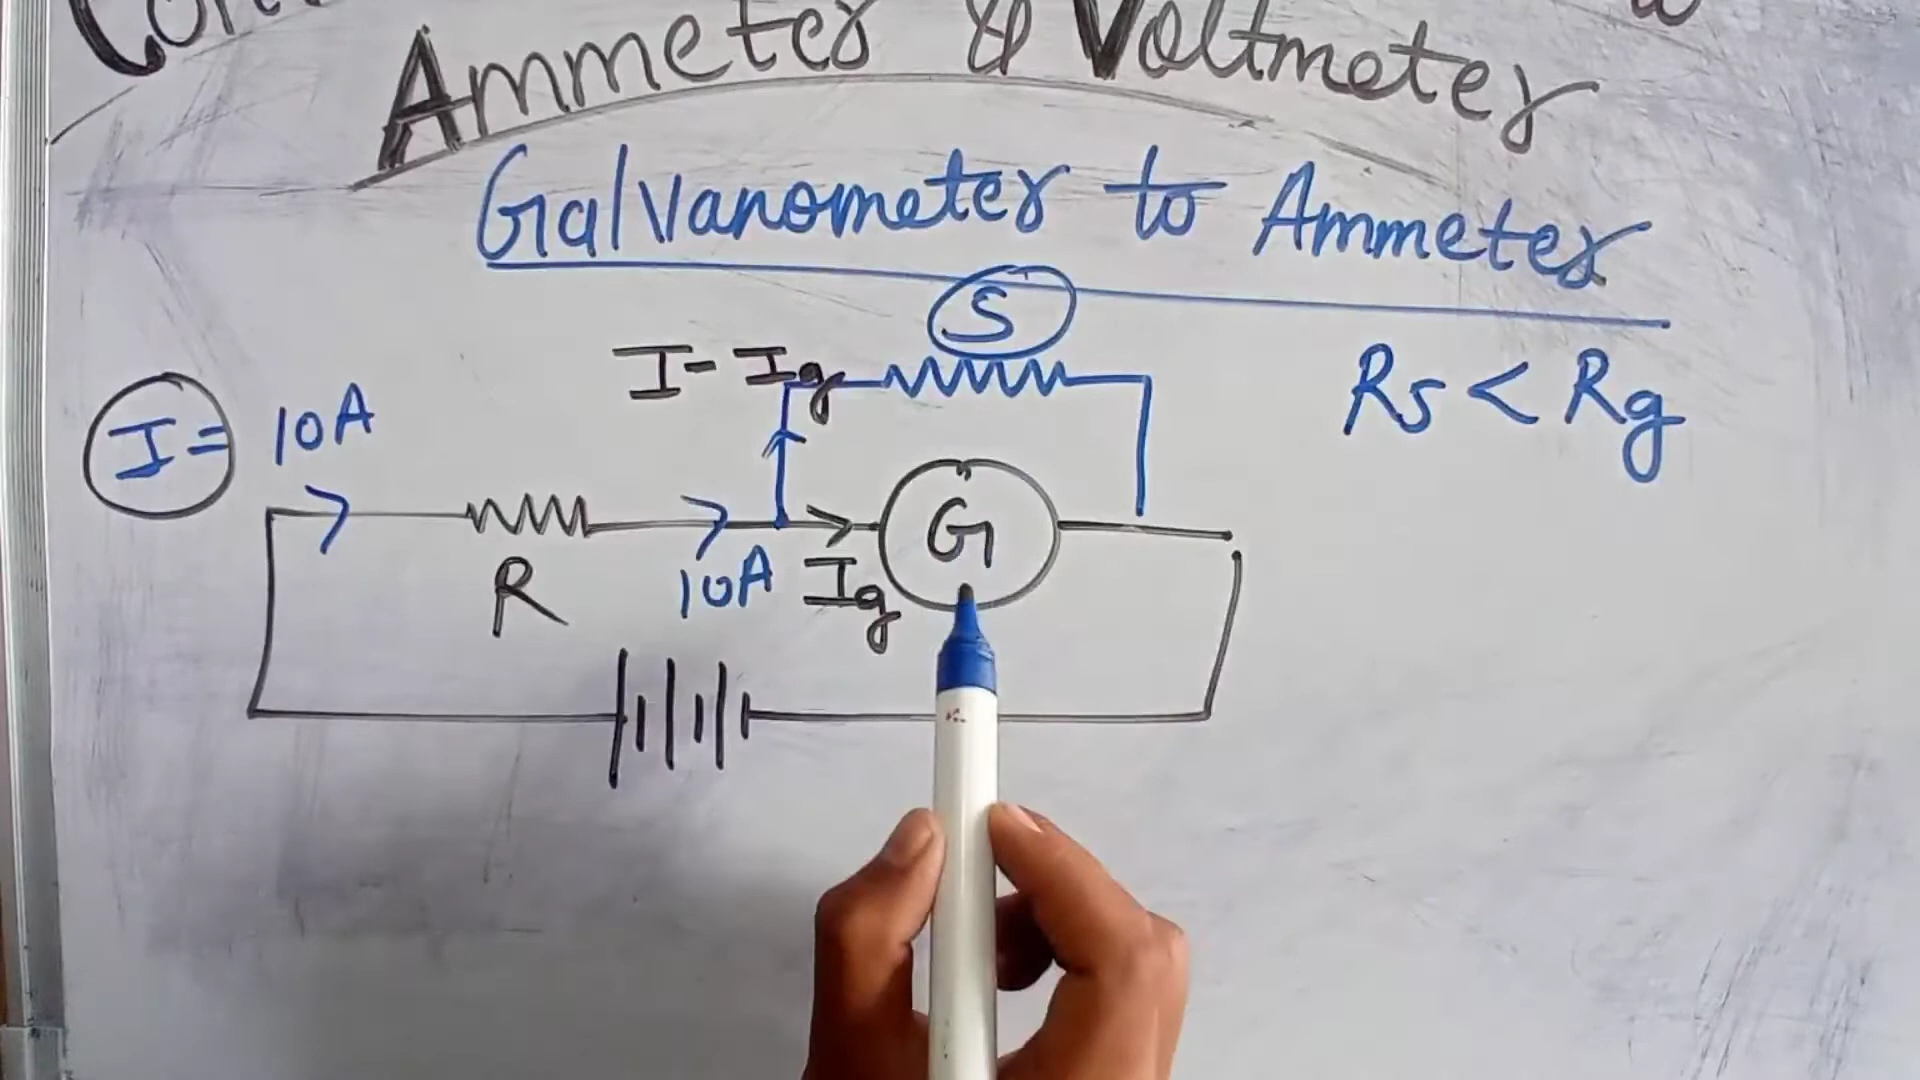 Ammeter & Voltmeter
Galvanometer to Ammeter
S
I - Ig
Rs < Rg
I = 10A
G
R
10A
Ig